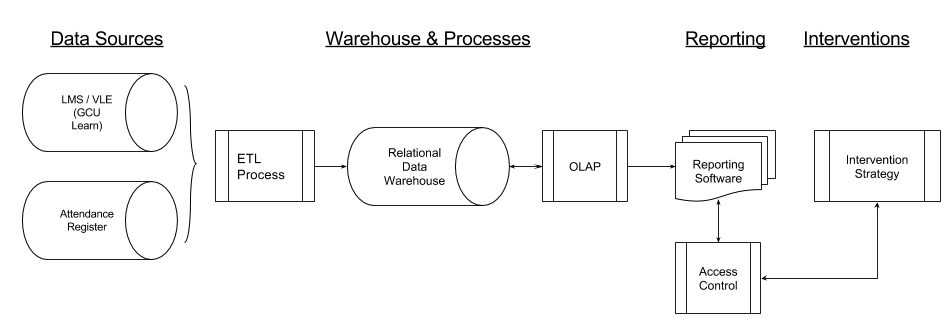 Data Sources
Warehouse & Processes
Reporting
Interventions
LMS / VLE
(GCU
Learn)
Attendance
Register
ETL
Process
Relational
Data
Warehouse
OLAP
Reporting
Software
Intervention
Strategy
Access
Control